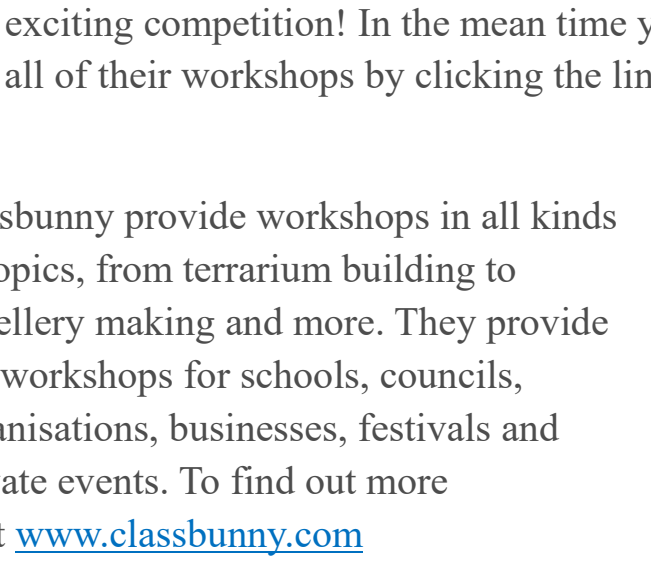 exciting competition! In the mean time y
all of their workshops by clicking the lin
sbunny provide workshops in all kinds
opics, from terrarium building to
ellery making and more. They provide
workshops for schools, councils,
anisations, businesses, festivals and
ate events. To find out more
t www.classbunny.com